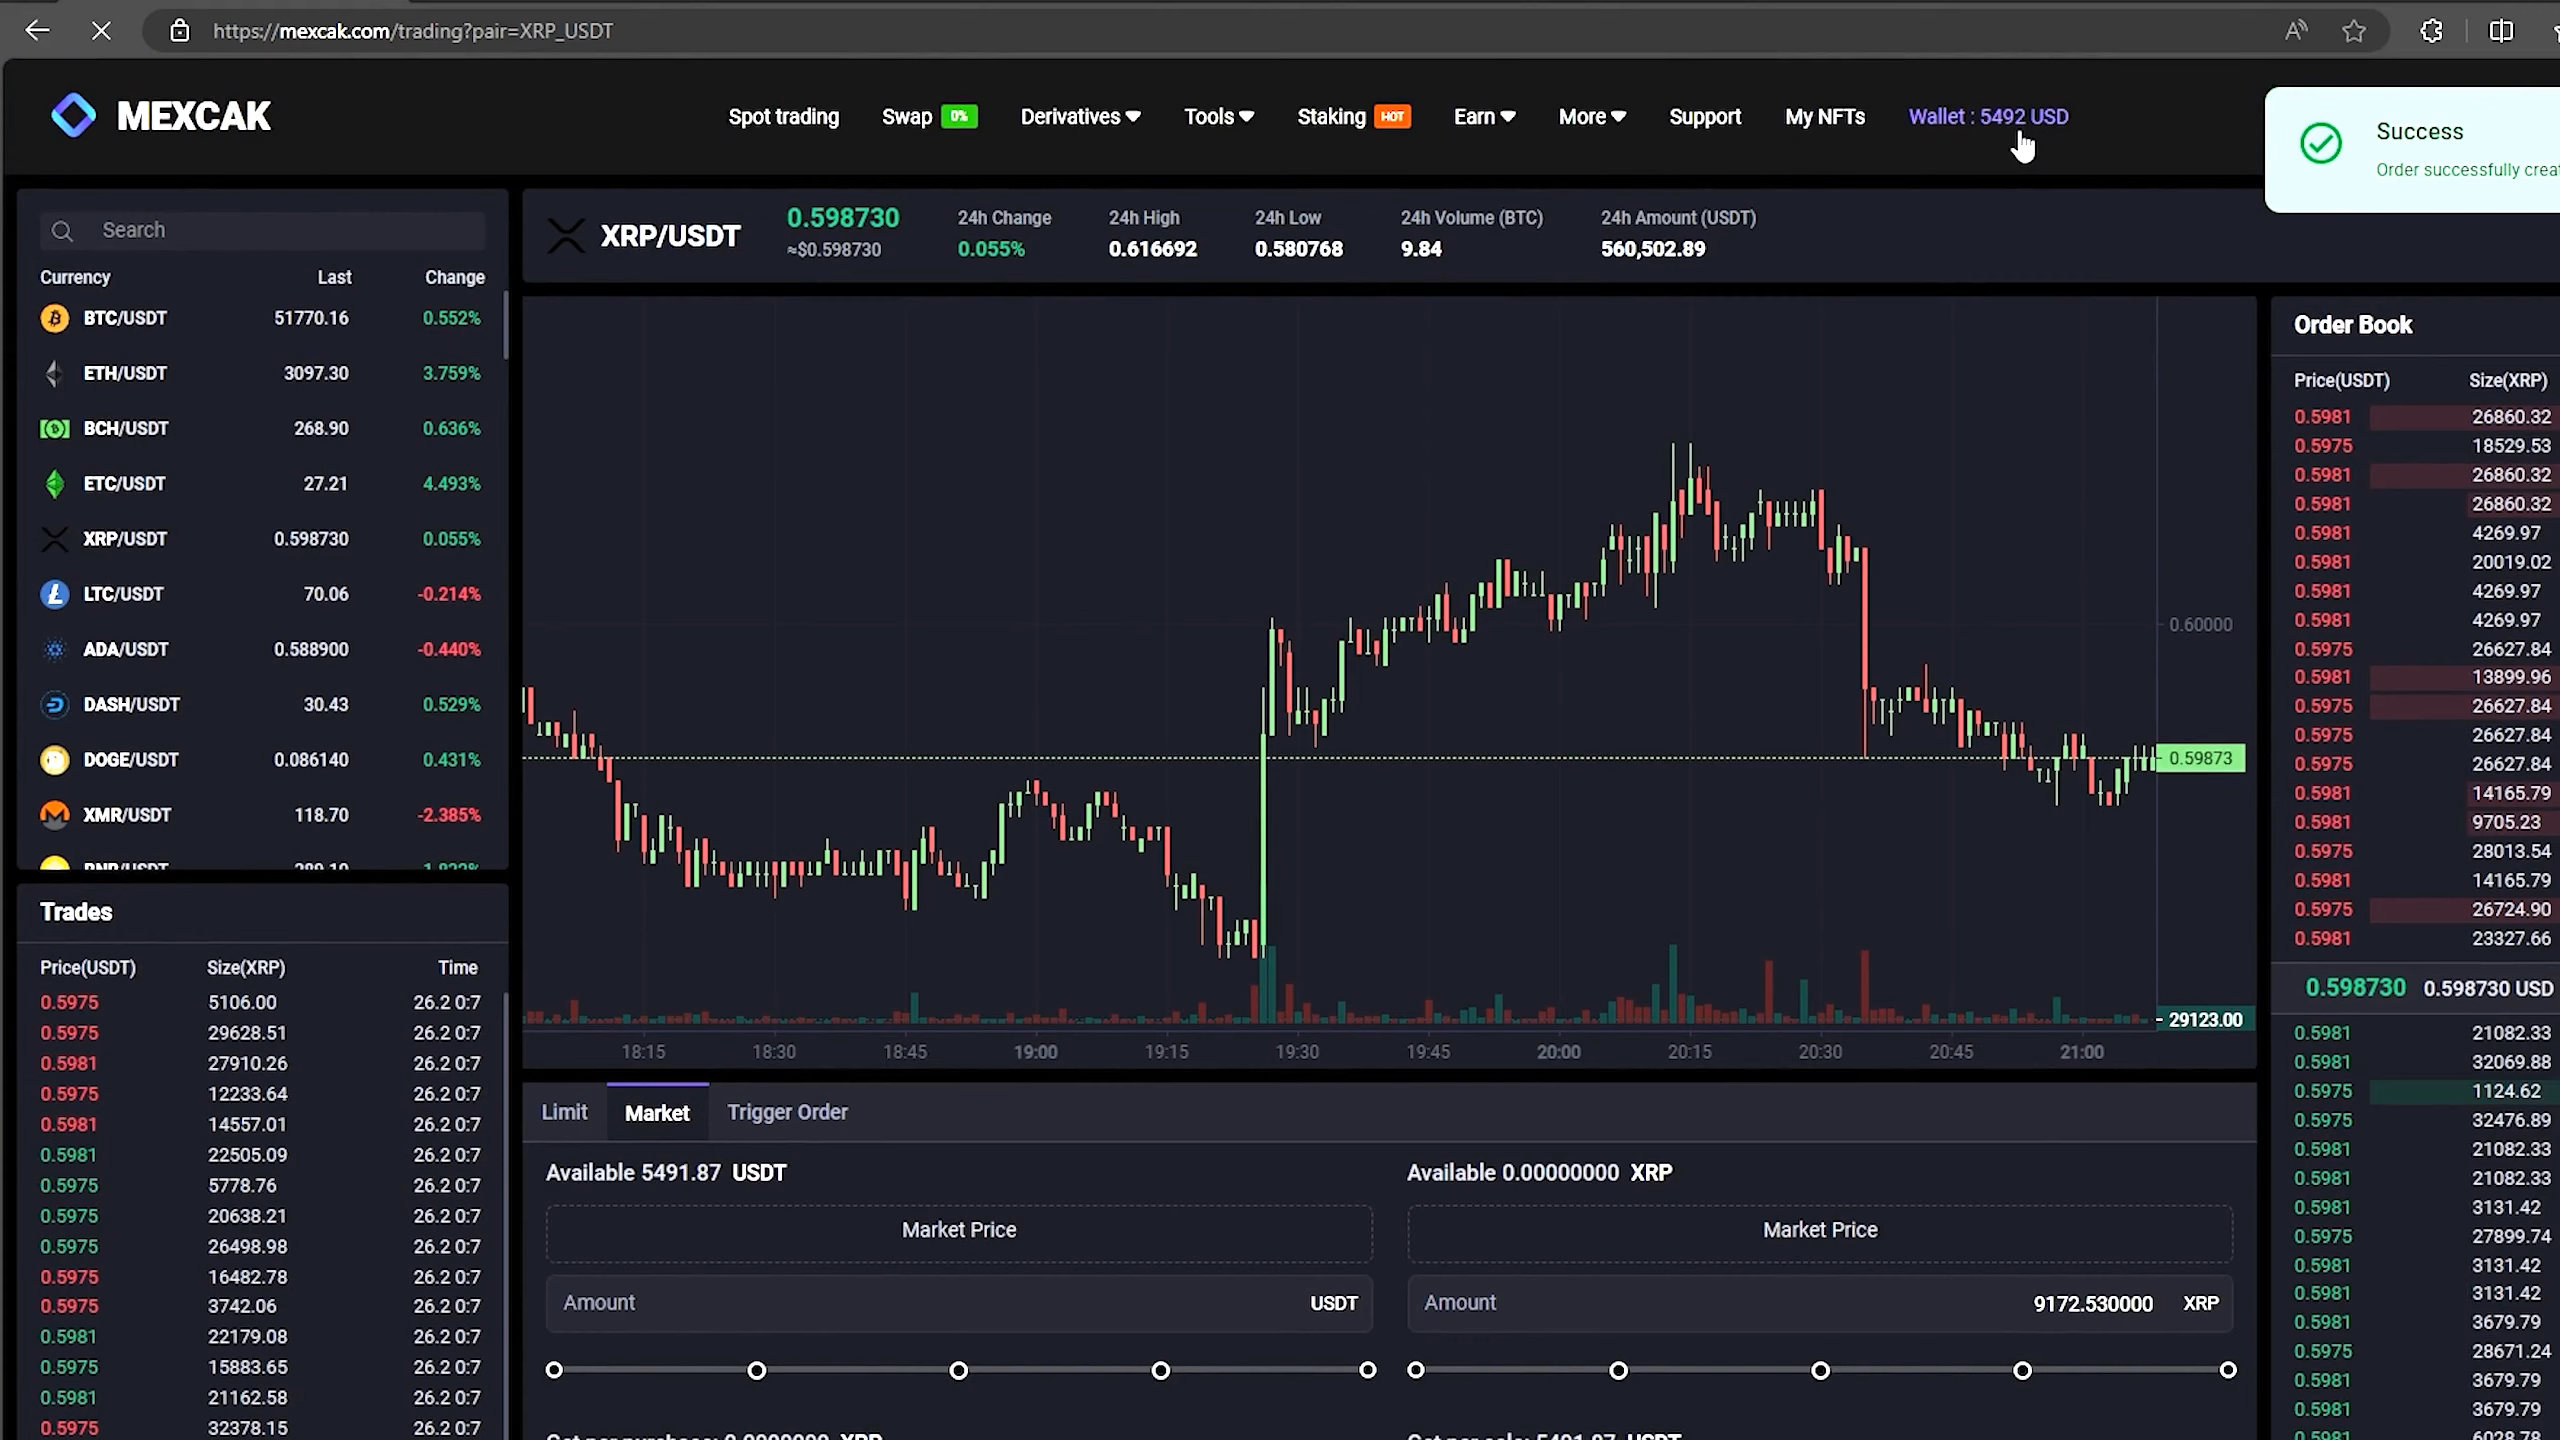 https://mexcak.com/trading?pair=XRP_USDT
MEXCAK
Spot trading
Swap 0%
Derivatives
Tools
Staking HOT
Earn
More
Support
My NFTs
Wallet : 5492 USD
Success
Order successfully crea
Search
Currency Last Change
BTC/USDT 51770.16 0.552%
ETH/USDT 3097.30 3.759%
BCH/USDT 268.90 0.636%
ETC/USDT 27.21 4.493%
XRP/USDT 0.598730 0.055%
LTC/USDT 70.06 -0.214%
ADA/USDT 0.588900 -0.440%
DASH/USDT 30.43 0.529%
DOGE/USDT 0.086140 0.431%
XMR/USDT 118.70 -2.385%
Trades
Price(USDT) Size(XRP) Time
0.5975 5106.00 26.2 0:7
0.5975 29628.51 26.2 0:7
0.5981 27910.26 26.2 0:7
0.5975 12233.64 26.2 0:7
0.5981 14557.01 26.2 0:7
0.5981 22505.09 26.2 0:7
0.5975 5778.76 26.2 0:7
0.5975 20638.21 26.2 0:7
0.5975 26498.98 26.2 0:7
0.5975 16482.78 26.2 0:7
0.5975 3742.06 26.2 0:7
0.5981 22179.08 26.2 0:7
0.5975 15883.65 26.2 0:7
0.5981 21162.58 26.2 0:7
0.5975 32378.15 26.2 0:7
XRP/USDT
0.598730
≈$0.598730
24h Change
0.055%
24h High
0.616692
24h Low
0.580768
24h Volume (BTC)
9.84
24h Amount (USDT)
560,502.89
0.60000
0.59873
29123.00
18:15 18:30 18:45 19:00 19:15 19:30 19:45 20:00 20:15 20:30 20:45 21:00
Limit Market Trigger Order
Available 5491.87 USDT
Market Price
Amount USDT
Available 0.00000000 XRP
Market Price
Amount 9172.530000 XRP
Order Book
Price(USDT) Size(XRP)
0.5981 26860.32
0.5975 18529.53
0.5981 26860.32
0.5981 26860.32
0.5981 4269.97
0.5981 20019.02
0.5981 4269.97
0.5981 4269.97
0.5975 26627.84
0.5981 13899.96
0.5975 26627.84
0.5975 26627.84
0.5975 26627.84
0.5981 14165.79
0.5981 9705.23
0.5975 28013.54
0.5981 14165.79
0.5975 26724.90
0.5981 23327.66
0.598730 0.598730 USD
0.5981 21082.33
0.5981 32069.88
0.5975 1124.62
0.5975 32476.89
0.5981 21082.33
0.5981 21082.33
0.5981 3131.42
0.5975 27899.74
0.5981 3131.42
0.5981 3131.42
0.5981 3679.79
0.5975 28671.24
0.5981 3679.79
0.5981 3679.79